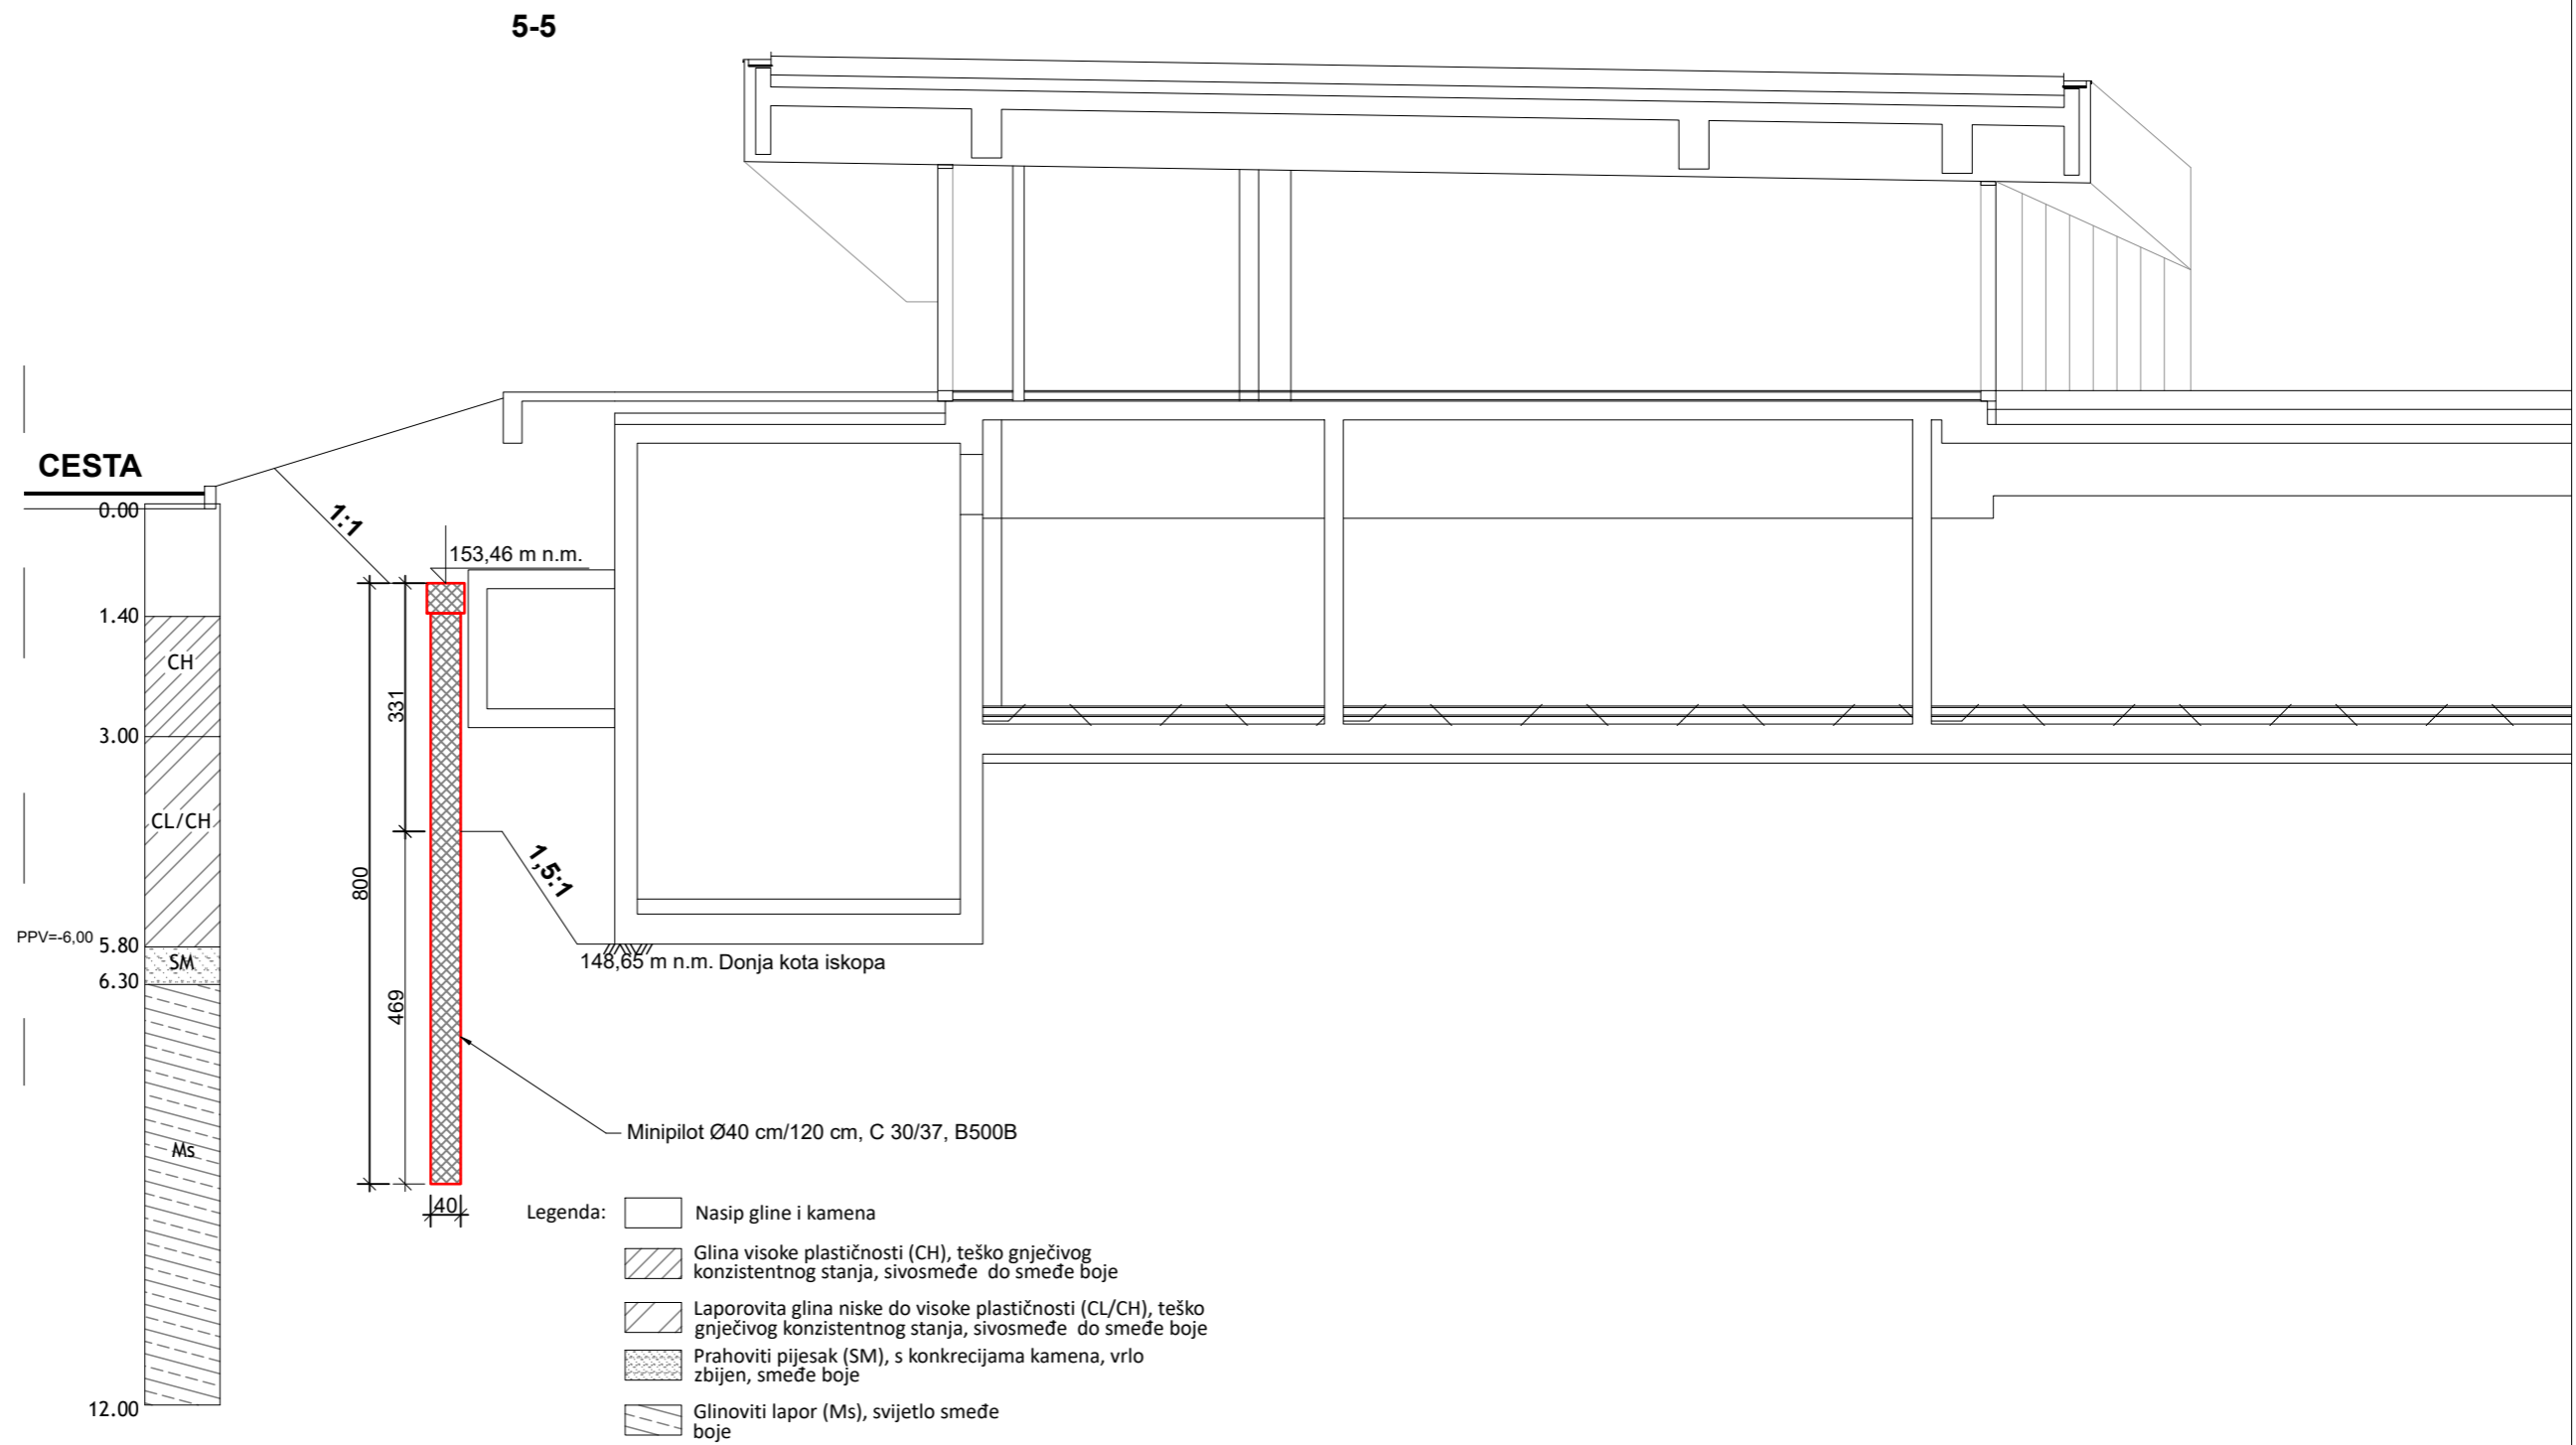 5-5
CESTA
0.00
1:1
153,46 m n.m.
1.40
CH
331
3.00
CL/CH
1,5:1
800
PPV=-6,00
5.80
SM
148,65 m n.m. Donja kota iskopa
6.30
469
Minipilot Ø40 cm/120 cm, C 30/37, B500B
Ms
40
Legenda:
Nasip gline i kamena
Glina visoke plastičnosti (CH), teško gnječivog
konzistentnog stanja, sivosmeđe do smeđe boje
Laporovita glina niske do visoke plastičnosti (CL/CH), teško
gnječivog konzistentnog stanja, sivosmeđe do smeđe boje
Prahoviti pijesak (SM), s konkrecijama kamena, vrlo
zbijen, smeđe boje
12.00
Glinoviti lapor (Ms), svijetlo smeđe
boje